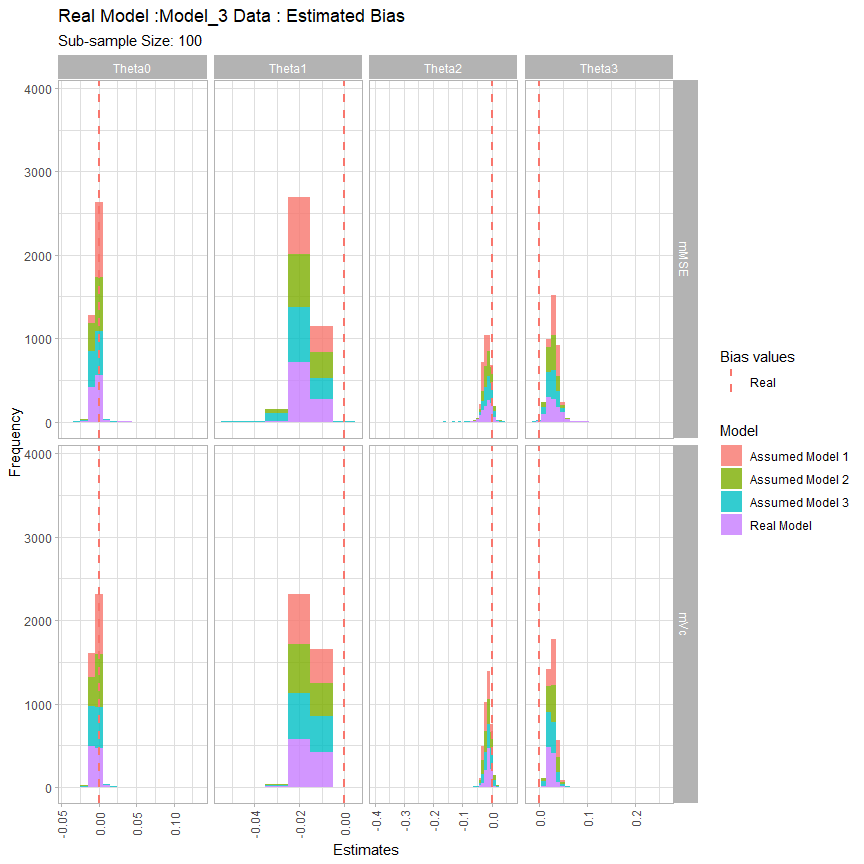 Real Model :Model_3 Data : Estimated Bias
Sub-sample Size: 100
Theta0
Theta1
Theta2
Theta3
4000
3000
2000
1000
0
mMSE
4000
3000
2000
1000
0
mVc
Frequency
-0.05
0.00
0.05
0.10
-0.04
-0.02
0.00
-0.4
-0.3
-0.2
-0.1
0.0
0.0
0.1
0.2
Estimates
Bias values
Real
Model
Assumed Model 1
Assumed Model 2
Assumed Model 3
Real Model